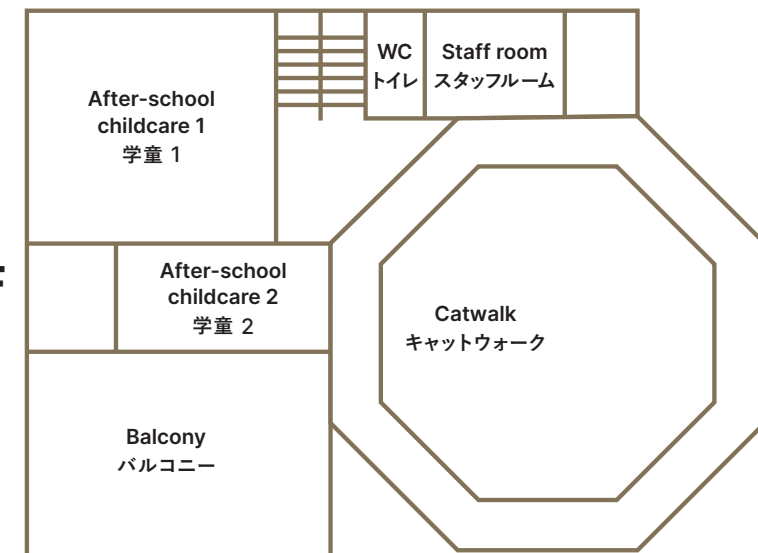 After-school
childcare 1
学童 1
WC
トイレ
Staff room
スタッフルーム
After-school
childcare 2
学童 2
Catwalk
キャットウォーク
Balcony
バルコニー